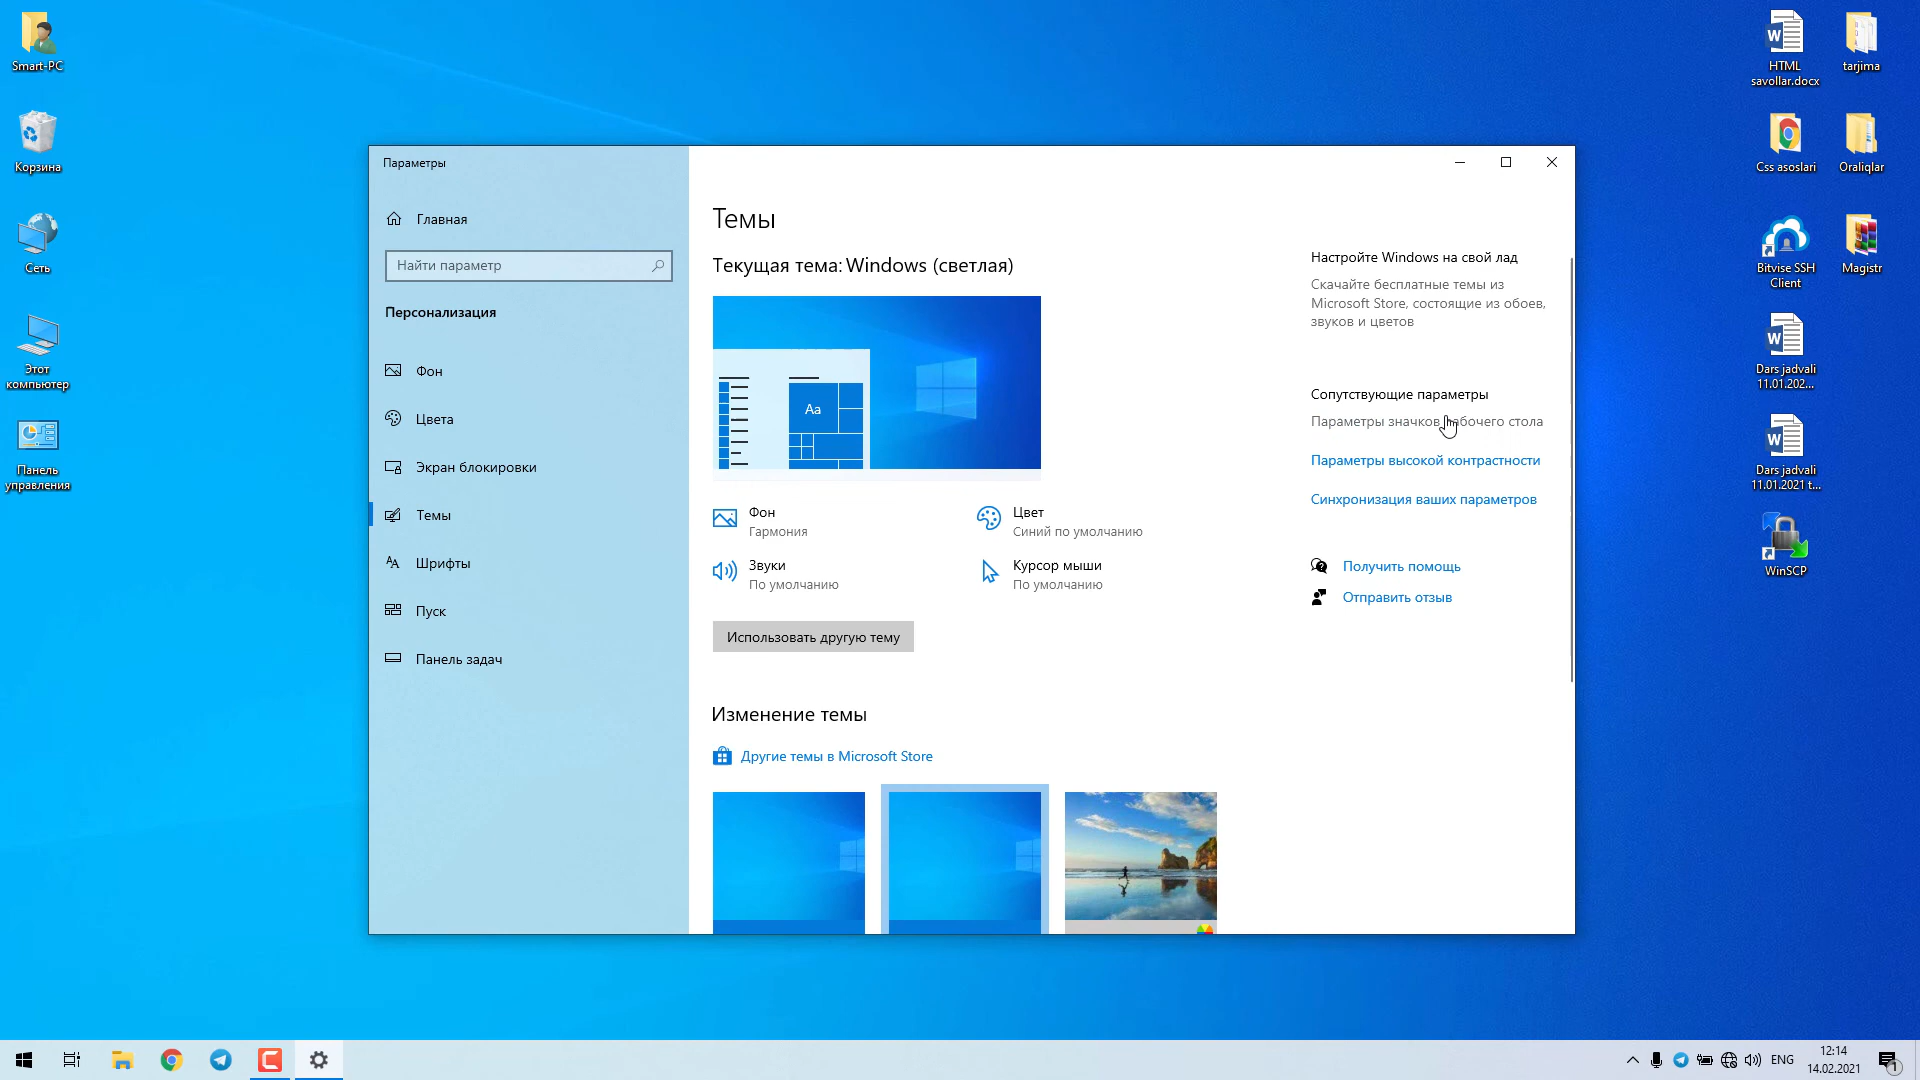 Smart-PC
Корзина
Сеть
Этот
компьютер
Панель
управления
Параметры
Главная
Найти параметр
Персонализация
Фон
Цвета
Экран блокировки
Темы
Шрифты
Пуск
Панель задач
Темы
Текущая тема: Windows (светлая)
Aa
Фон
Гармония
Цвет
Синий по умолчанию
Звуки
По умолчанию
Курсор мыши
По умолчанию
Использовать другую тему
Изменение темы
Другие темы в Microsoft Store
Настройте Windows на свой лад
Скачайте бесплатные темы из
Microsoft Store, состоящие из обоев,
звуков и цветов
Сопутствующие параметры
Параметры значков рабочего стола
Параметры высокой контрастности
Синхронизация ваших параметров
Получить помощь
Отправить отзыв
HTML
savollar.docx
tarjima
Css asoslari
Oraliqlar
Bitvise SSH
Client
Magistr
Dars jadvali
11.01.202...
Dars jadvali
11.01.2021 t...
WinSCP
ENG
12:14
14.02.2021
1